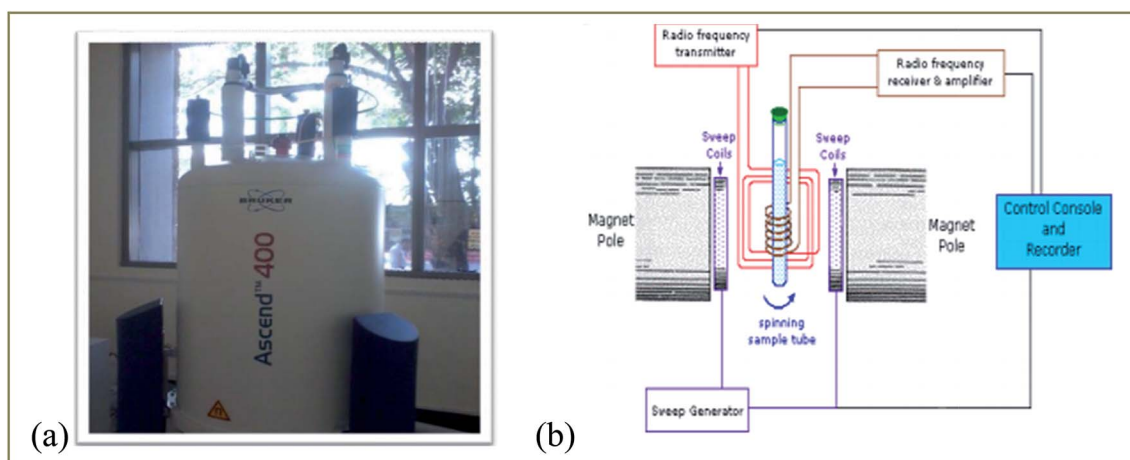 BRUKER
Ascend™ 400
(a)
Radio frequency
transmitter
Radio frequency
receiver & amplifier
Sweep
Coils
Sweep
Coils
Magnet
Pole
Magnet
Pole
Control Console
and
Recorder
spinning
sample tube
Sweep Generator
(b)